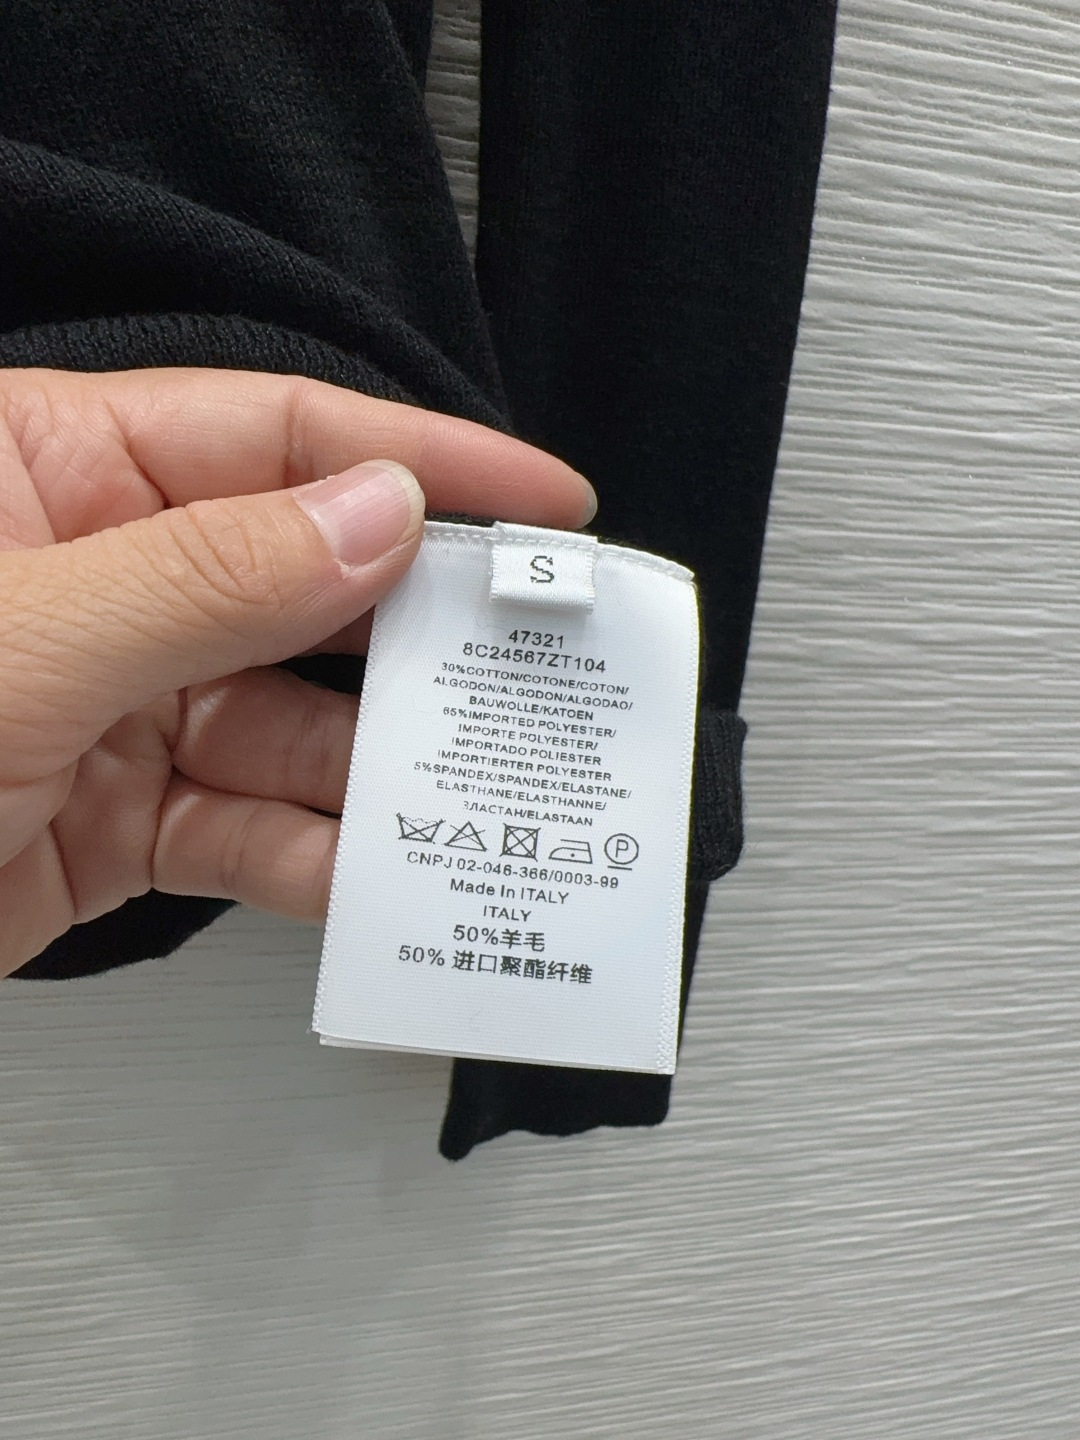 S
47321
8C24567ZT104
30%COTTON/COTONE/COTON/
ALGODON/ALGODON/ALGODAO/
BAUWOLLE/KATOEN
65%IMPORTED POLYESTER/
IMPORTE POLYESTER/
IMPORTADO POLIESTER
IMPORTIERTER POLYESTER
5%SPANDEX/SPANDEX/ELASTANE/
ELASTHANE/ELASTHANNE/
ЭЛАСТАН/ELASTAAN
P
CNPJ 02-046-366/0003-99
Made In ITALY
ITALY
50%羊毛
50% 进口聚酯纤维